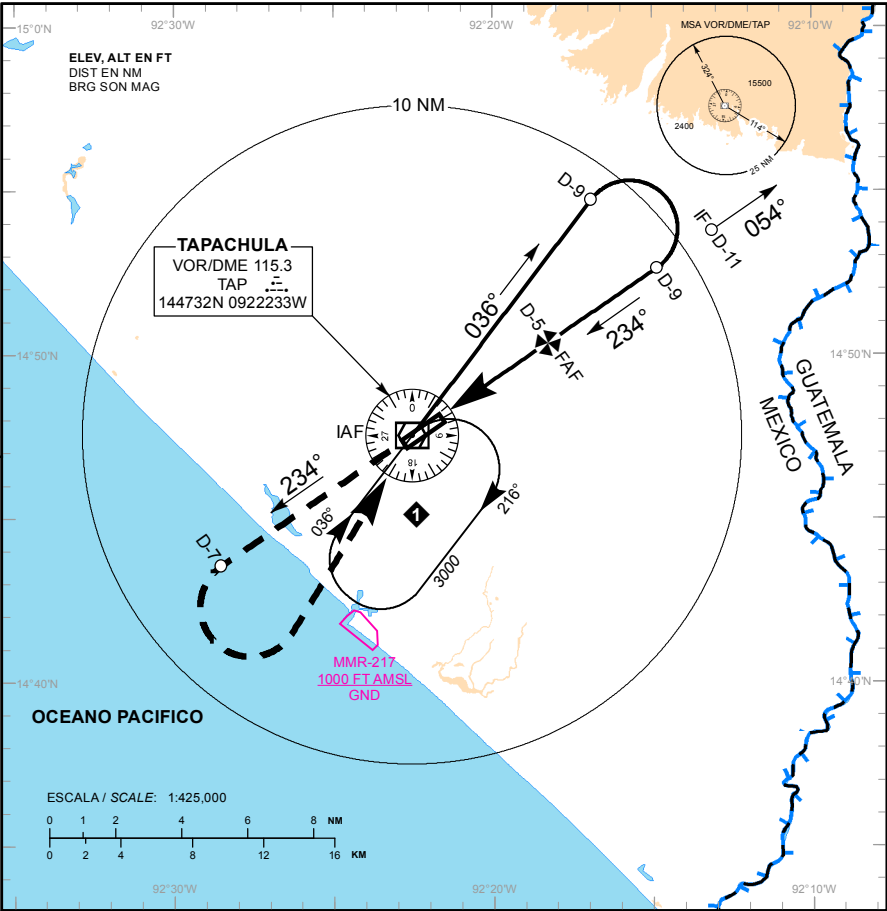 15°0'N
92°30'W
92°20'W
92°10'W
ELEV, ALT EN FT
DIST EN NM
BRG SON MAG
MSA VOR/DME/TAP
324°
15500
2400
114°
25 NM
10 NM
D-9
IF
D-11
054°
TAPACHULA
VOR/DME 115.3
TAP
144732N 0922233W
036°
D-9
D-5
FAF
234°
14°50'N
14°50'N
GUATEMALA
MEXICO
IAF
0
9
18
27
234°
036°
216°
1
D-7
3000
MMR-217
1000 FT AMSL
GND
14°40'N
14°40'N
OCEANO PACIFICO
ESCALA / SCALE: 1:425,000
0 1 2 4 6 8 NM
0 2 4 8 12 16 KM
92°30'W
92°20'W
92°10'W